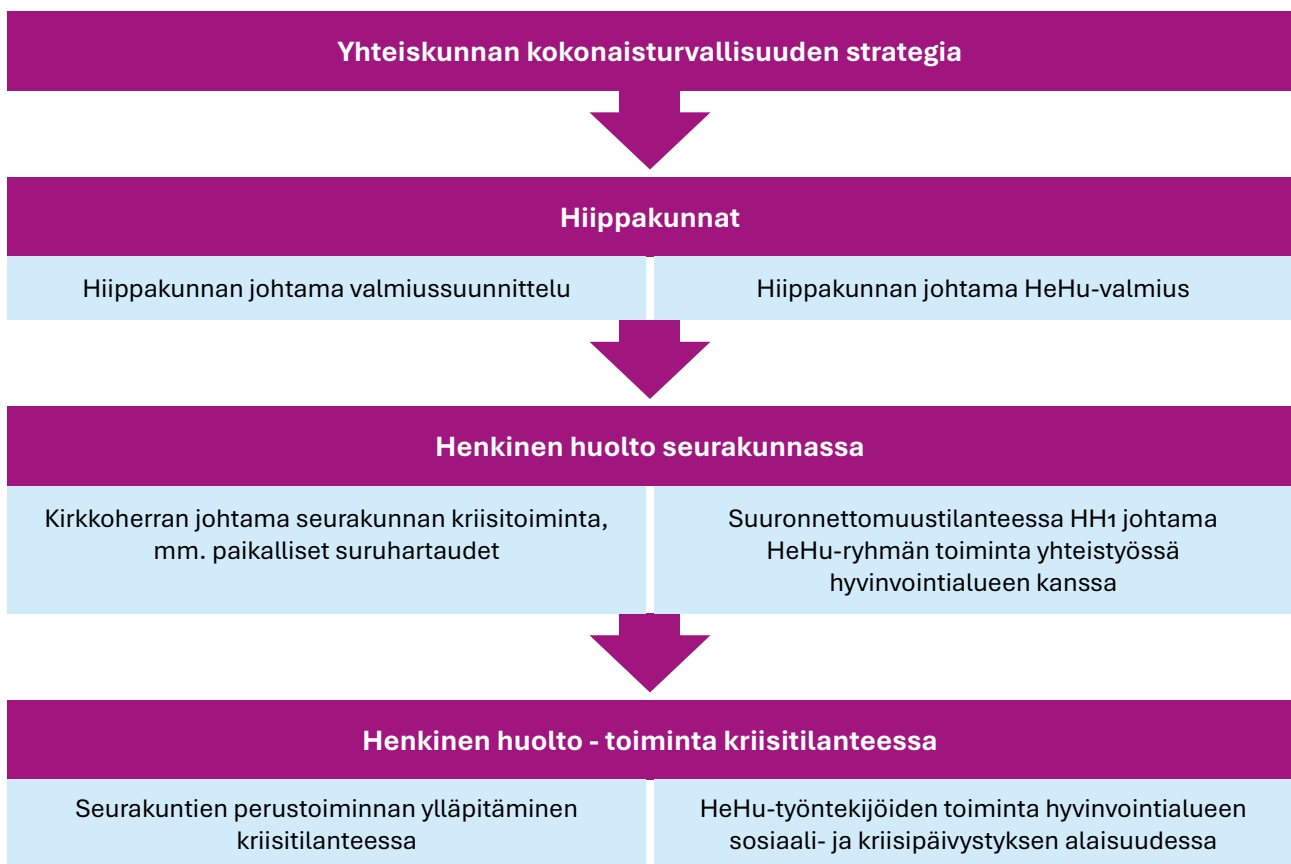 Yhteiskunnan kokonaisturvallisuuden strategia
Hiippakunnat
Hiippakunnan johtama valmiussuunnittelu
Hiippakunnan johtama HeHu-valmius
Henkinen huolto seurakunnassa
Kirkkoherran johtama seurakunnan kriisitoiminta,
mm. paikalliset suruhartaudet
Suuronnettomuustilanteessa HH1 johtama
HeHu-ryhmän toiminta yhteistyössä
hyvinvointialueen kanssa
Henkinen huolto - toiminta kriisitilanteessa
Seurakuntien perustoiminnan ylläpitäminen
kriisitilanteessa
HeHu-työntekijöiden toiminta hyvinvointialueen
sosiaali- ja kriisipäivystyksen alaisuudessa